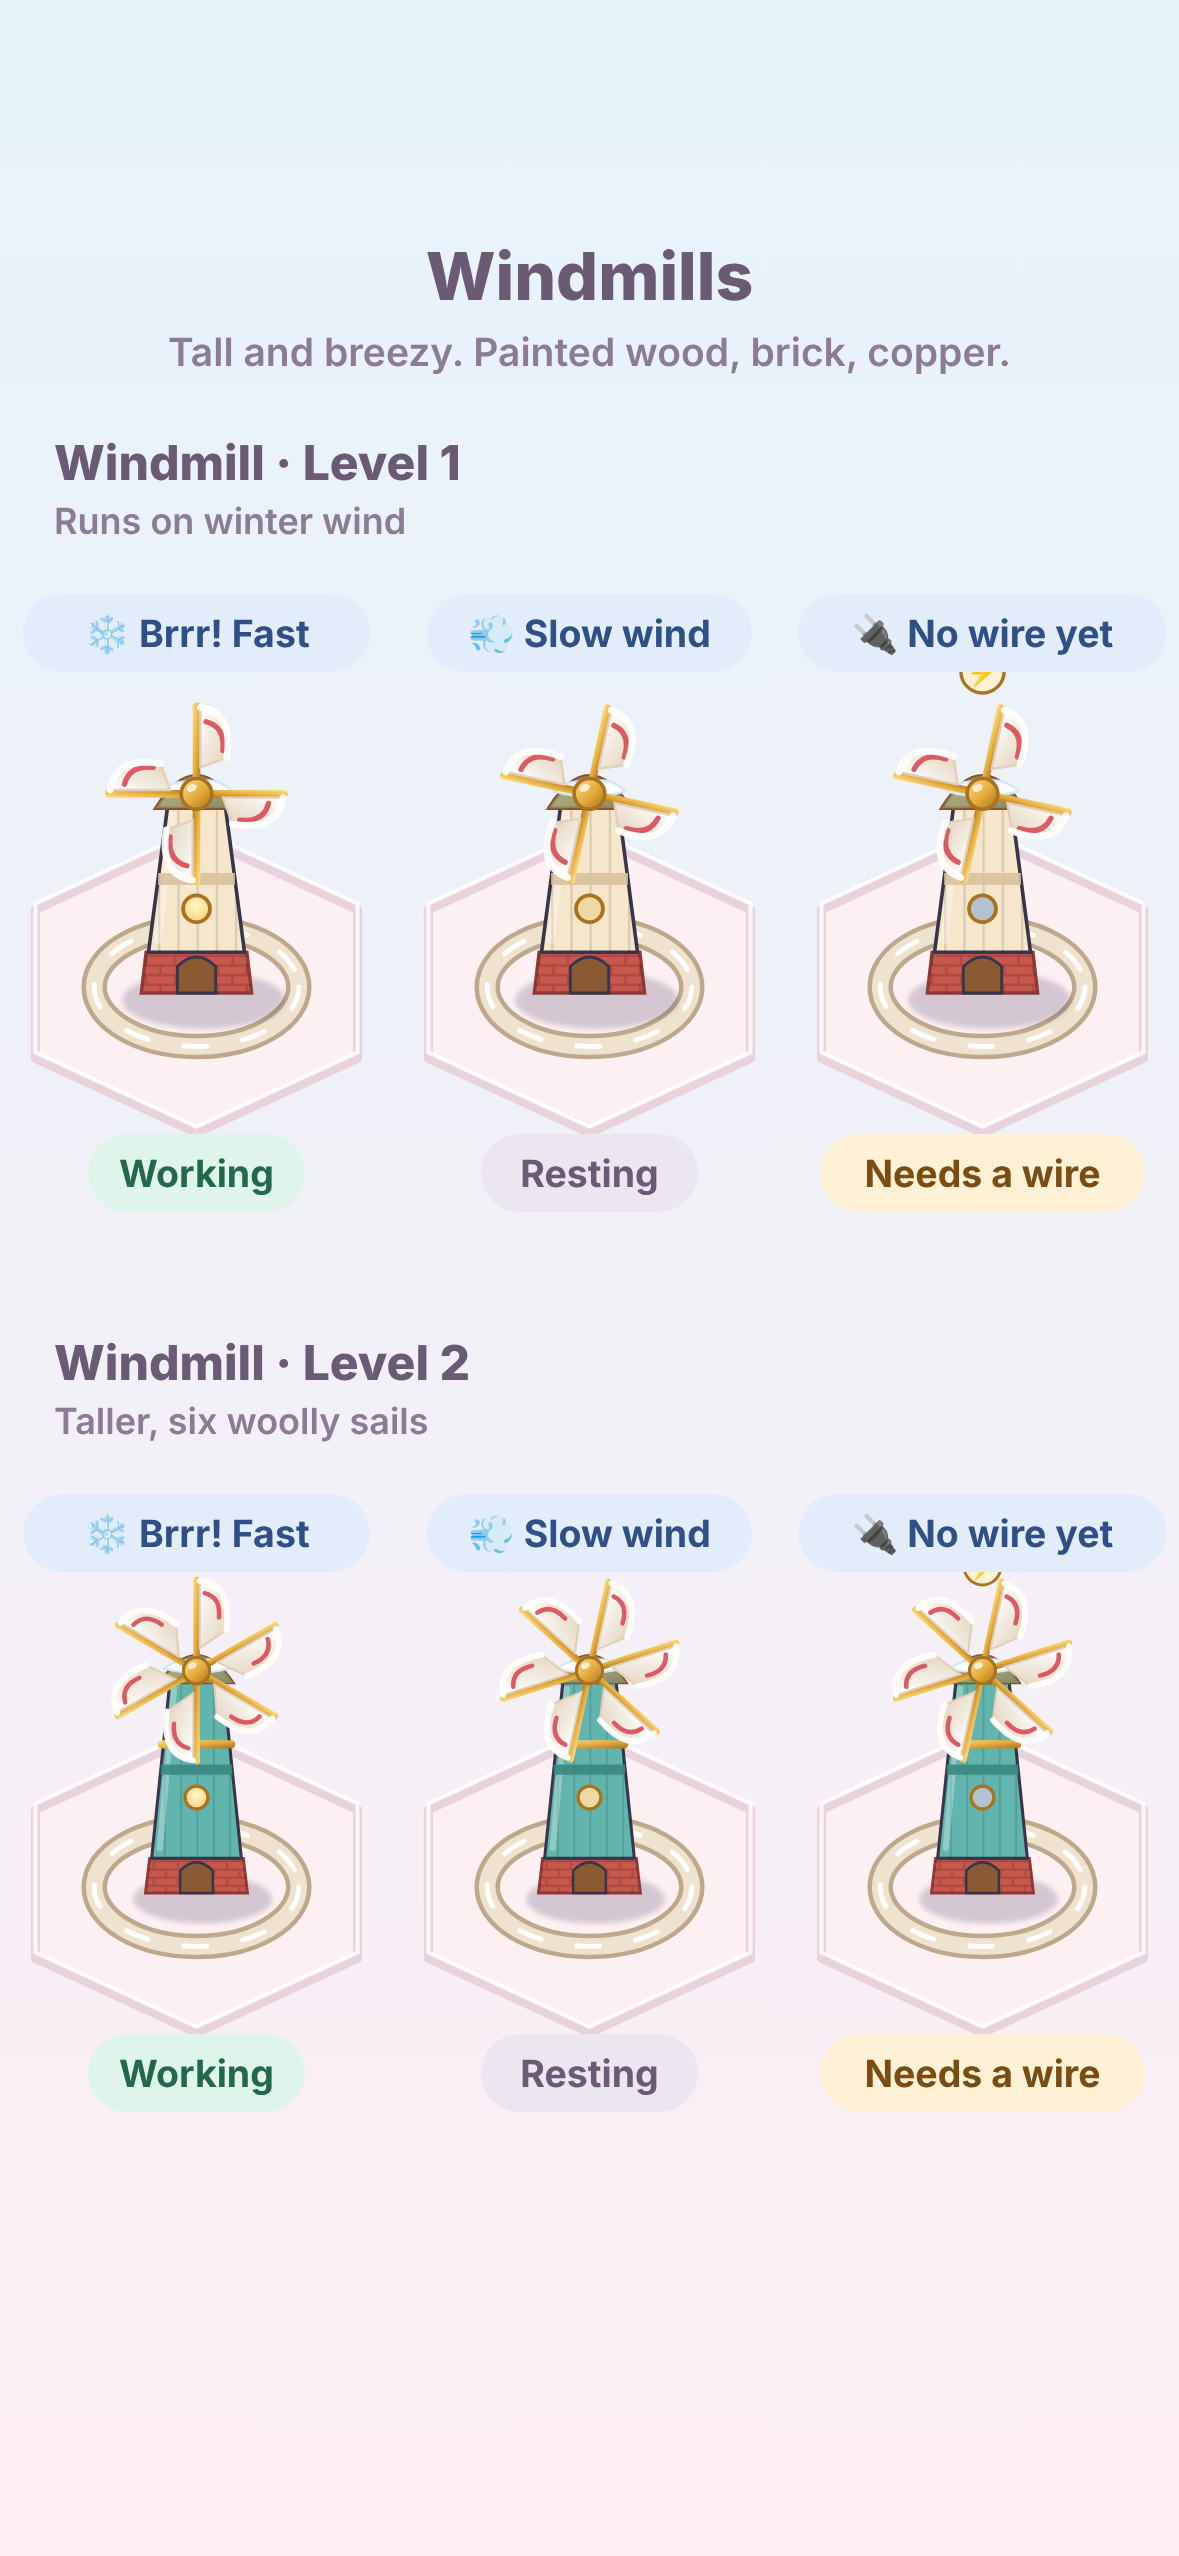 Windmills
Tall and breezy. Painted wood, brick, copper.
Windmill · Level 1
Runs on winter wind
❄️ Brrr! Fast
💨 Slow wind
🔌 No wire yet
Working
Resting
Needs a wire
Windmill · Level 2
Taller, six woolly sails
❄️ Brrr! Fast
💨 Slow wind
🔌 No wire yet
Working
Resting
Needs a wire